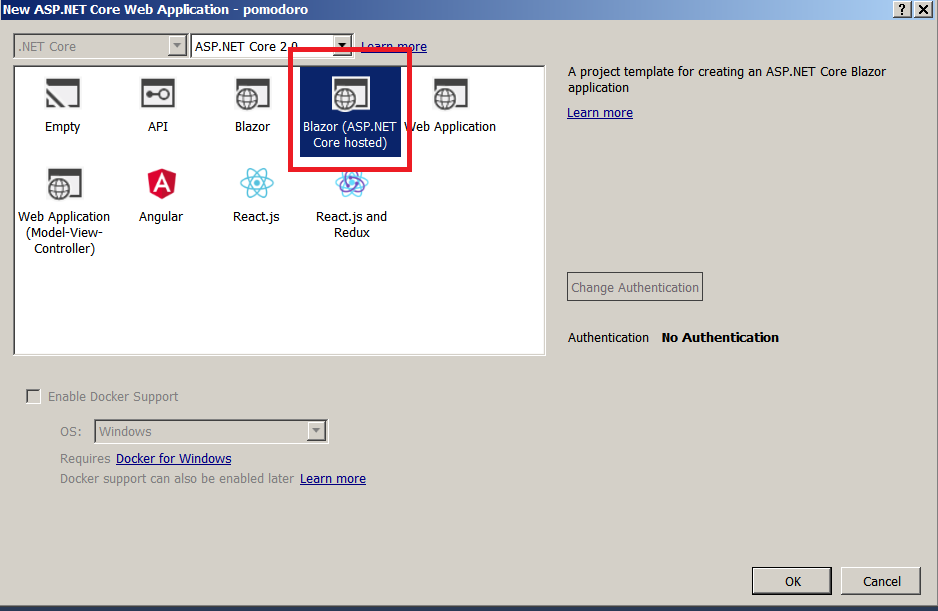 New ASP.NET Core Web Application - pomodoro
.NET Core
ASP.NET Core 2.0
Learn more
Empty
API
Blazor
Blazor (ASP.NET
Core hosted)
Web Application
Web Application
(Model-View-
Controller)
Angular
React.js
React.js and
Redux
A project template for creating an ASP.NET Core Blazor
application
Learn more
Change Authentication
Authentication No Authentication
Enable Docker Support
OS: Windows
Requires Docker for Windows
Docker support can also be enabled later Learn more
OK
Cancel